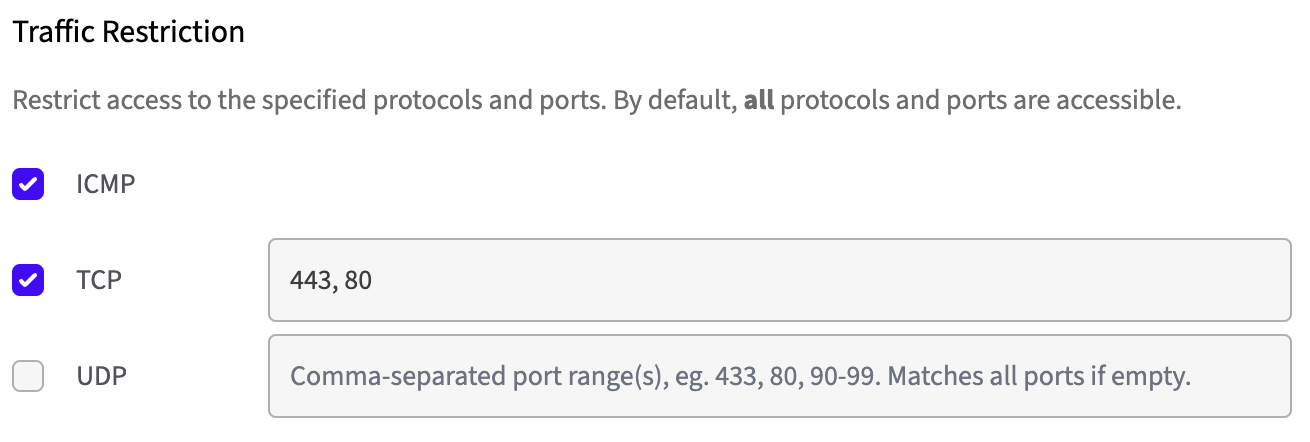 Traffic Restriction
Restrict access to the specified protocols and ports. By default, all protocols and ports are accessible.
ICMP
TCP
443, 80
UDP
Comma-separated port range(s), eg. 433, 80, 90-99. Matches all ports if empty.